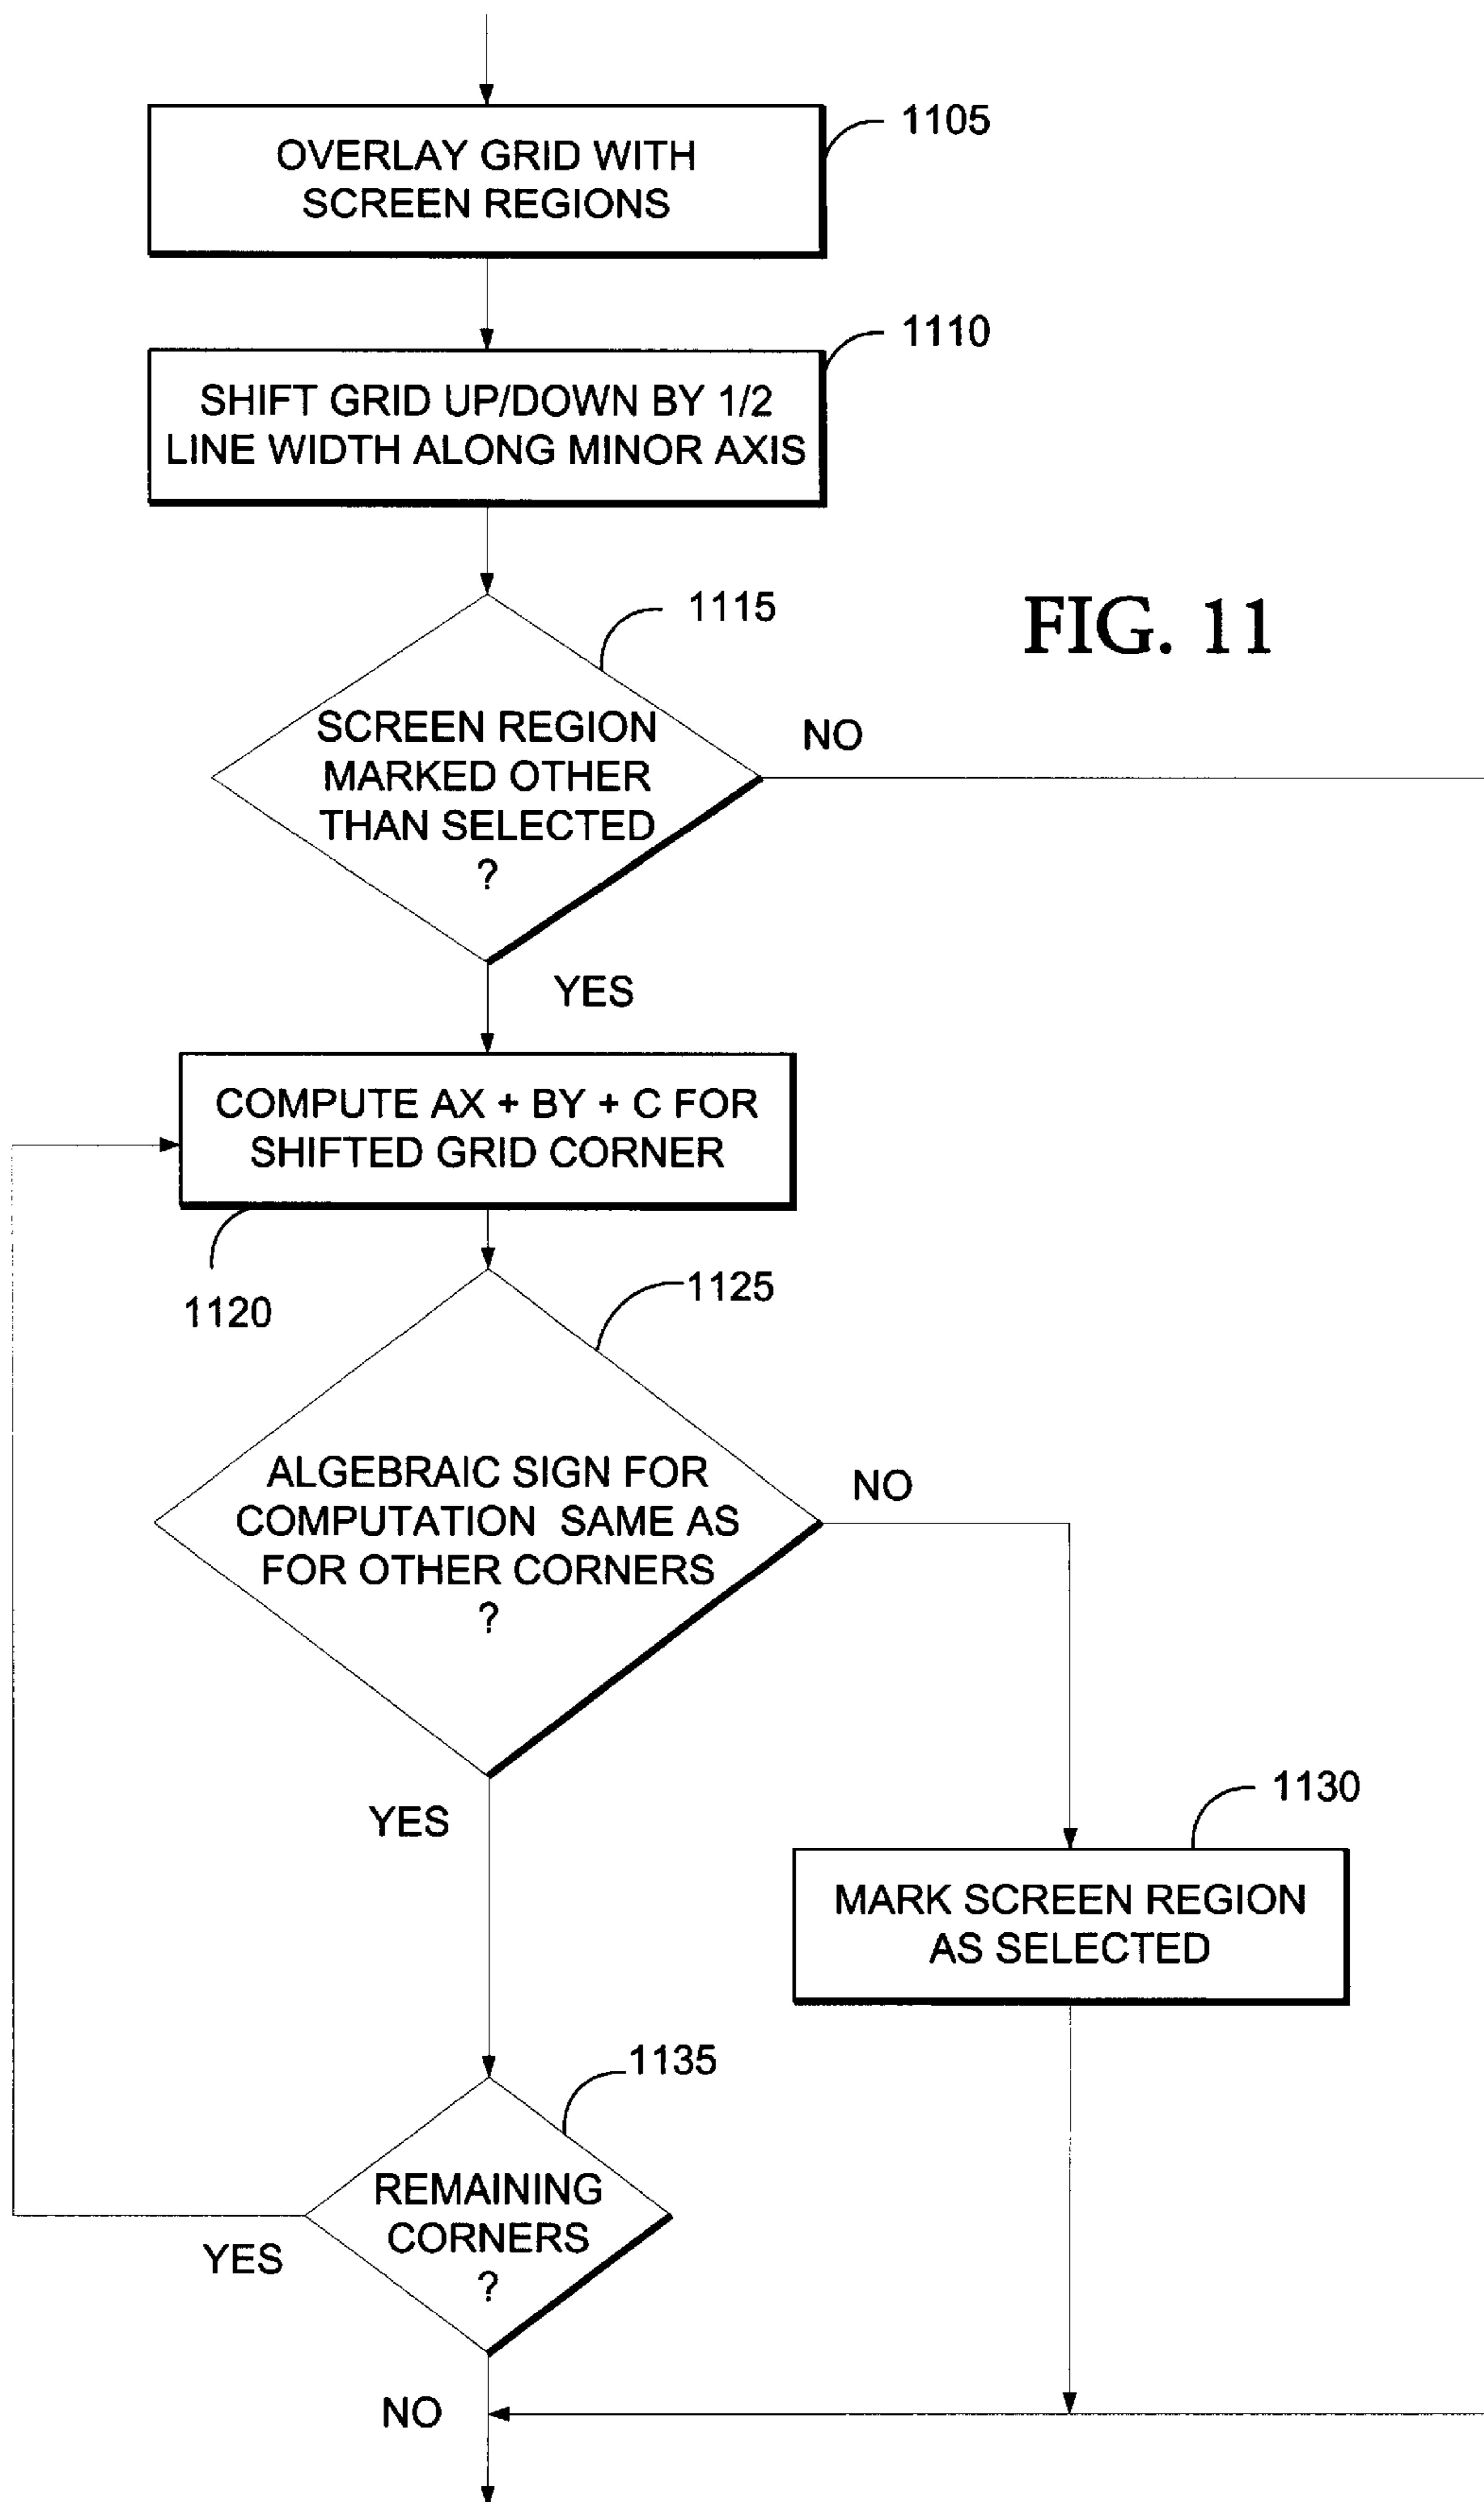 1105
OVERLAY GRID WITH
SCREEN REGIONS
1110
SHIFT GRID UP/DOWN BY 1/2
LINE WIDTH ALONG MINOR AXIS
1115
FIG. 11
SCREEN REGION
MARKED OTHER
THAN SELECTED
?
NO
YES
COMPUTE AX + BY + C FOR
SHIFTED GRID CORNER
1120
1125
ALGEBRAIC SIGN FOR
COMPUTATION SAME AS
FOR OTHER CORNERS
?
NO
YES
1130
MARK SCREEN REGION
AS SELECTED
1135
REMAINING
CORNERS
?
YES
NO